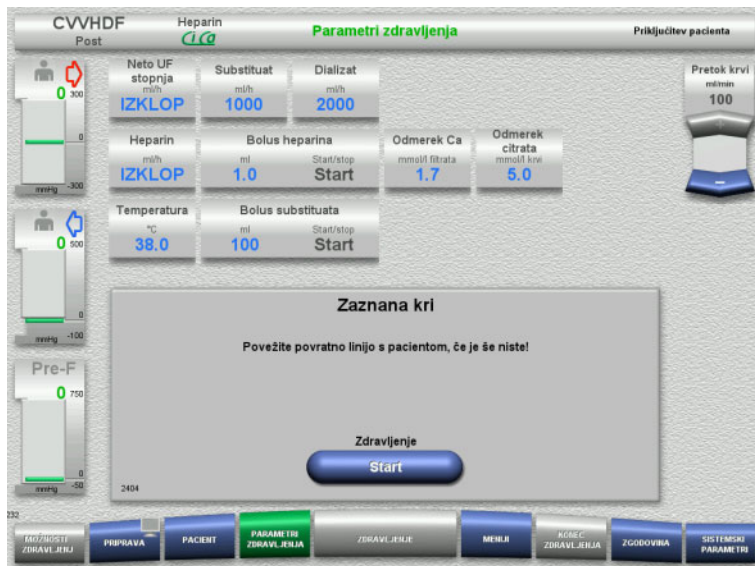 CVVHDF
Post
Heparin
CiCa
Parametri zdravljenja
Priključitev pacienta
0
300
0
-300
mmHg
0
500
0
-100
mmHg
Pre-F
0
750
0
-50
mmHg
Neto UF
stopnja
ml/h
IZKLOP
Substituat
ml/h
1000
Dializat
ml/h
2000
Pretok krvi
ml/min
100
Heparin
ml/h
IZKLOP
Bolus heparina
ml Start/stop
1.0 Start
Odmerek Ca
mmol/l filtrata
1.7
Odmerek
citrata
mmol/l krvi
5.0
Temperatura
°C
38.0
Bolus substituata
ml Start/stop
100 Start
Zaznana kri
Povežite povratno linijo s pacientom, če je še niste!
Zdravljenje
Start
2404
232
MOŽNOSTI
ZDRAVLJENJ
PRIPRAVA
PACIENT
PARAMETRI
ZDRAVLJENJA
ZDRAVLJENJE
MENIJI
KONEC
ZDRAVLJENJA
ZGODOVINA
SISTEMSKI
PARAMETRI